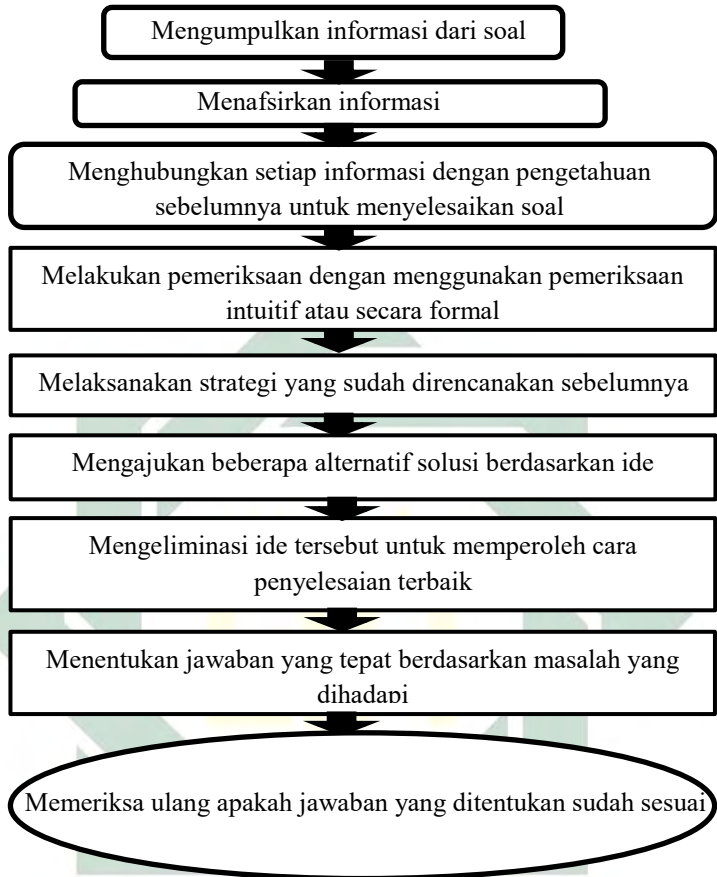 Mengumpulkan informasi dari soal
Menafsirkan informasi
Menghubungkan setiap informasi dengan pengetahuan
sebelumnya untuk menyelesaikan soal
Melakukan pemeriksaan dengan menggunakan pemeriksaan
intuitif atau secara formal
Melaksanakan strategi yang sudah direncanakan sebelumnya
Mengajukan beberapa alternatif solusi berdasarkan ide
Mengeliminasi ide tersebut untuk memperoleh cara
penyelesaian terbaik
Menentukan jawaban yang tepat berdasarkan masalah yang
dihadapi
Memeriksa ulang apakah jawaban yang ditentukan sudah sesuai